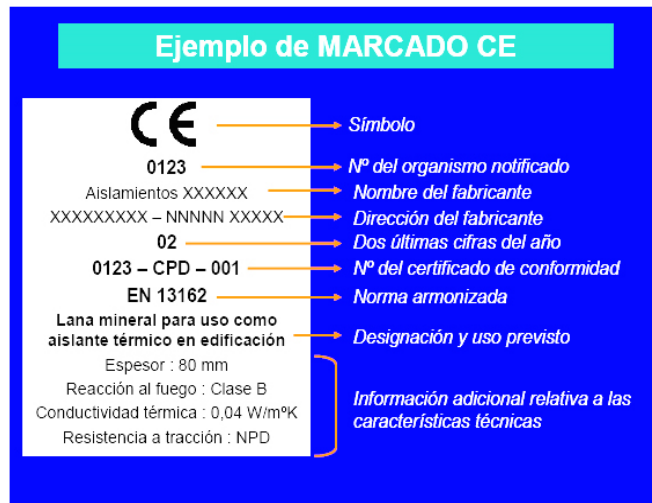 Ejemplo de MARCADO CE
CE
Símbolo
0123
Nº del organismo notificado
Aislamientos XXXXXX
Nombre del fabricante
XXXXXXXXX – NNNNN XXXXX
Dirección del fabricante
02
Dos últimas cifras del año
0123 – CPD – 001
Nº del certificado de conformidad
EN 13162
Norma armonizada
Lana mineral para uso como
aislante térmico en edificación
Designación y uso previsto
Espesor : 80 mm
Reacción al fuego : Clase B
Conductividad térmica : 0,04 W/mºK
Resistencia a tracción : NPD
Información adicional relativa a las
características técnicas